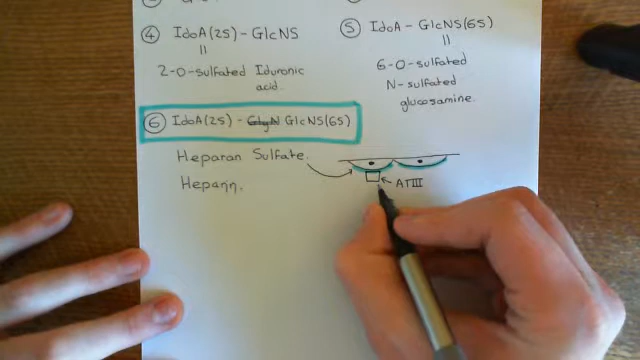 ④ IdoA(2S) - GlcNS
2-O-sulfated Iduronic
acid.
⑤ IdoA - GlcNS(6S)
6-O-sulfated
N-sulfated
glucosamine.
⑥ IdoA(2S) - GlcNS(6S)
Heparan Sulfate.
Heparin.
ATIII